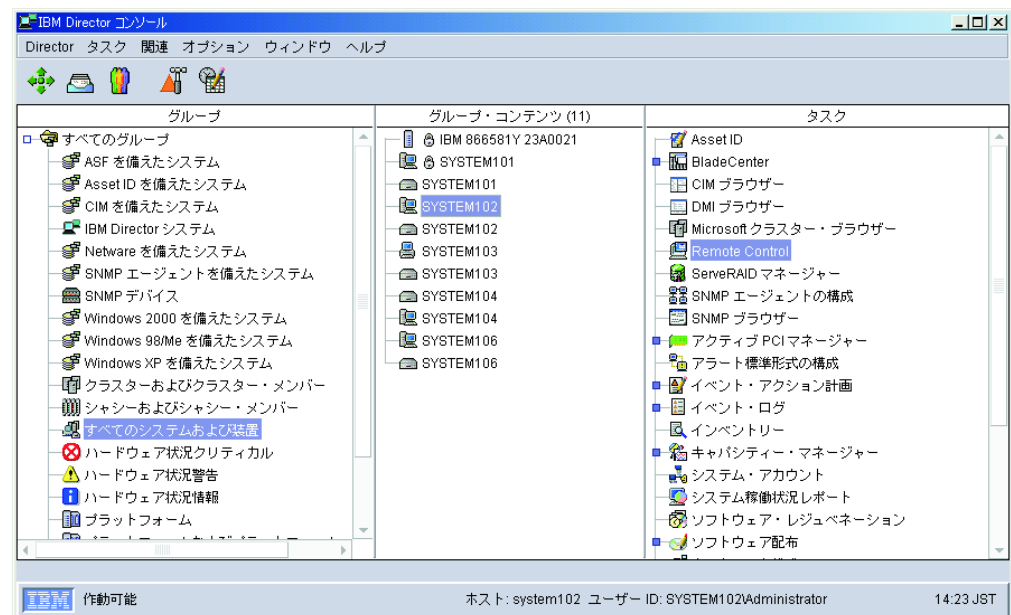 IBM Director コンソール
Director タスク 関連 オプション ウィンドウ ヘルプ
グループ
すべてのグループ
ASF を備えたシステム
Asset ID を備えたシステム
CIM を備えたシステム
IBM Director システム
Netware を備えたシステム
SNMP エージェントを備えたシステム
SNMP デバイス
Windows 2000 を備えたシステム
Windows 98/Me を備えたシステム
Windows XP を備えたシステム
クラスターおよびクラスター・メンバー
シャシーおよびシャシー・メンバー
すべてのシステムおよび装置
ハードウェア状況クリティカル
ハードウェア状況警告
ハードウェア状況情報
プラットフォーム
グループ・コンテンツ (11)
IBM 866581Y 23A0021
SYSTEM101
SYSTEM101
SYSTEM102
SYSTEM102
SYSTEM103
SYSTEM103
SYSTEM104
SYSTEM104
SYSTEM106
SYSTEM106
タスク
Asset ID
BladeCenter
CIM ブラウザー
DMI ブラウザー
Microsoft クラスター・ブラウザー
Remote Control
ServeRAID マネージャー
SNMP エージェントの構成
SNMP ブラウザー
アクティブ PCI マネージャー
アラート標準形式の構成
イベント・アクション計画
イベント・ログ
インベントリー
キャパシティー・マネージャー
システム・アカウント
システム稼働状況レポート
ソフトウェア・レジュベネーション
ソフトウェア配布
IBM
作動可能
ホスト: system102 ユーザー ID: SYSTEM102\Administrator
14:23 JST